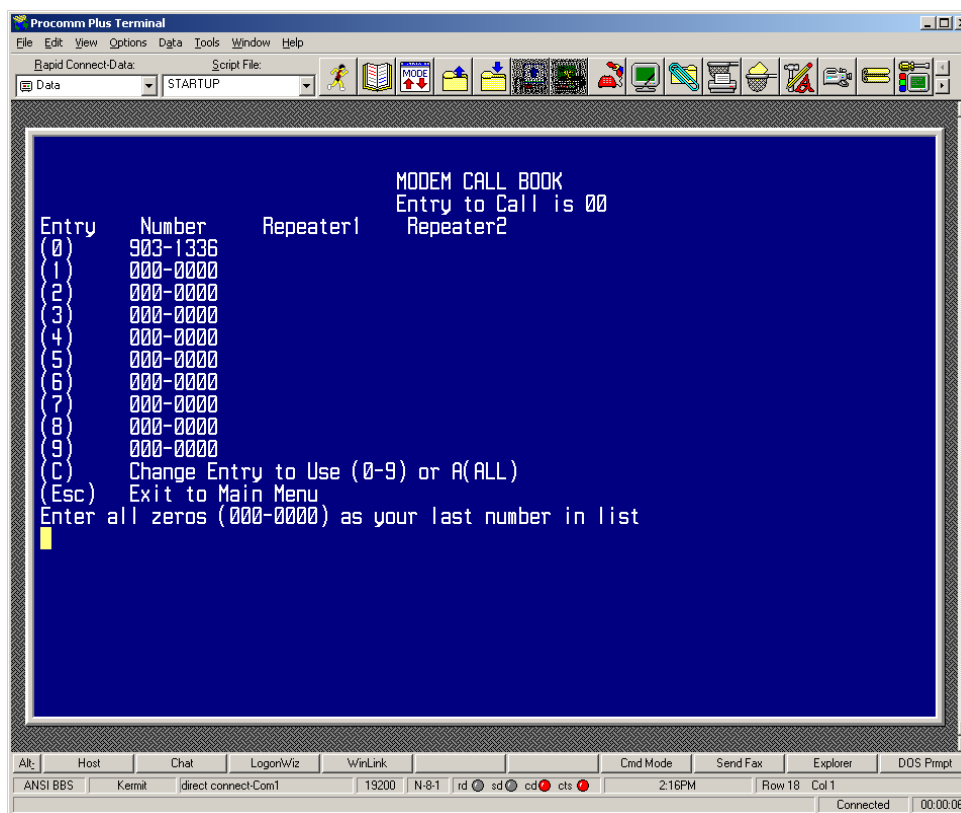 Procomm Plus Terminal
File Edit View Options Data Tools Window Help
Rapid Connect-Data: Script File:
Data STARTUP
MODE
MODEM CALL BOOK
Entry to Call is 00
Entry Number Repeater1 Repeater2
(0) 903-1336
(1) 000-0000
(2) 000-0000
(3) 000-0000
(4) 000-0000
(5) 000-0000
(6) 000-0000
(7) 000-0000
(8) 000-0000
(9) 000-0000
(C) Change Entry to Use (0-9) or A(ALL)
(Esc) Exit to Main Menu
Enter all zeros (000-0000) as your last number in list
Alt- Host Chat LogonWiz WinLink Cmd Mode Send Fax Explorer DOS Prmpt
ANSI BBS Kermit direct connect-Com1 19200 N-8-1 rd sd cd cts 2:16PM Row 18 Col 1
Connected 00:00:06